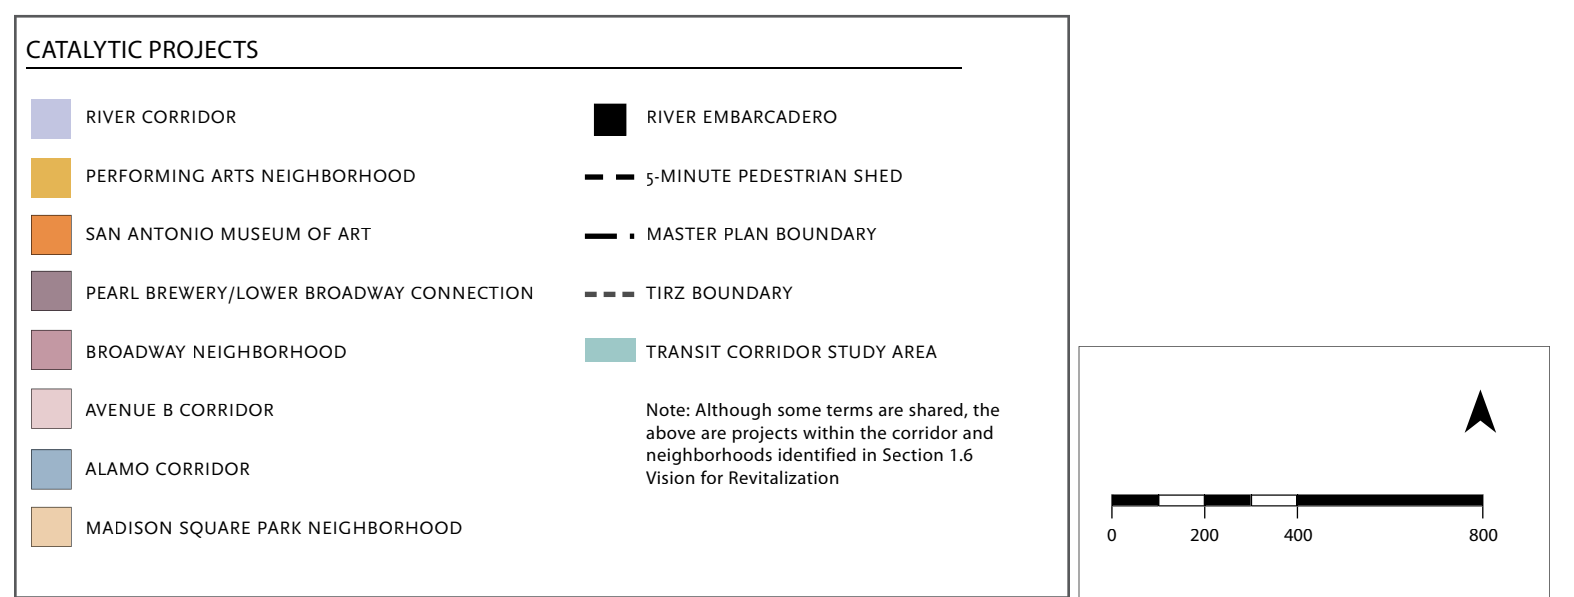 CATALYTIC PROJECTS
RIVER CORRIDOR
PERFORMING ARTS NEIGHBORHOOD
SAN ANTONIO MUSEUM OF ART
PEARL BREWERY/LOWER BROADWAY CONNECTION
BROADWAY NEIGHBORHOOD
AVENUE B CORRIDOR
ALAMO CORRIDOR
MADISON SQUARE PARK NEIGHBORHOOD
RIVER EMBARCADERO
5-MINUTE PEDESTRIAN SHED
MASTER PLAN BOUNDARY
TIRZ BOUNDARY
TRANSIT CORRIDOR STUDY AREA
Note: Although some terms are shared, the
above are projects within the corridor and
neighborhoods identified in Section 1.6
Vision for Revitalization
0 200 400 800